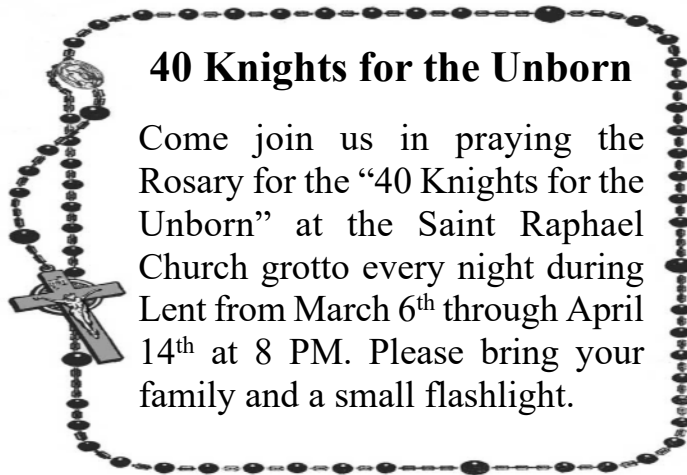 40 Knights for the Unborn
Come join us in praying the
Rosary for the “40 Knights for the
Unborn” at the Saint Raphael
Church grotto every night during
Lent from March 6th through April
14th at 8 PM. Please bring your
family and a small flashlight.